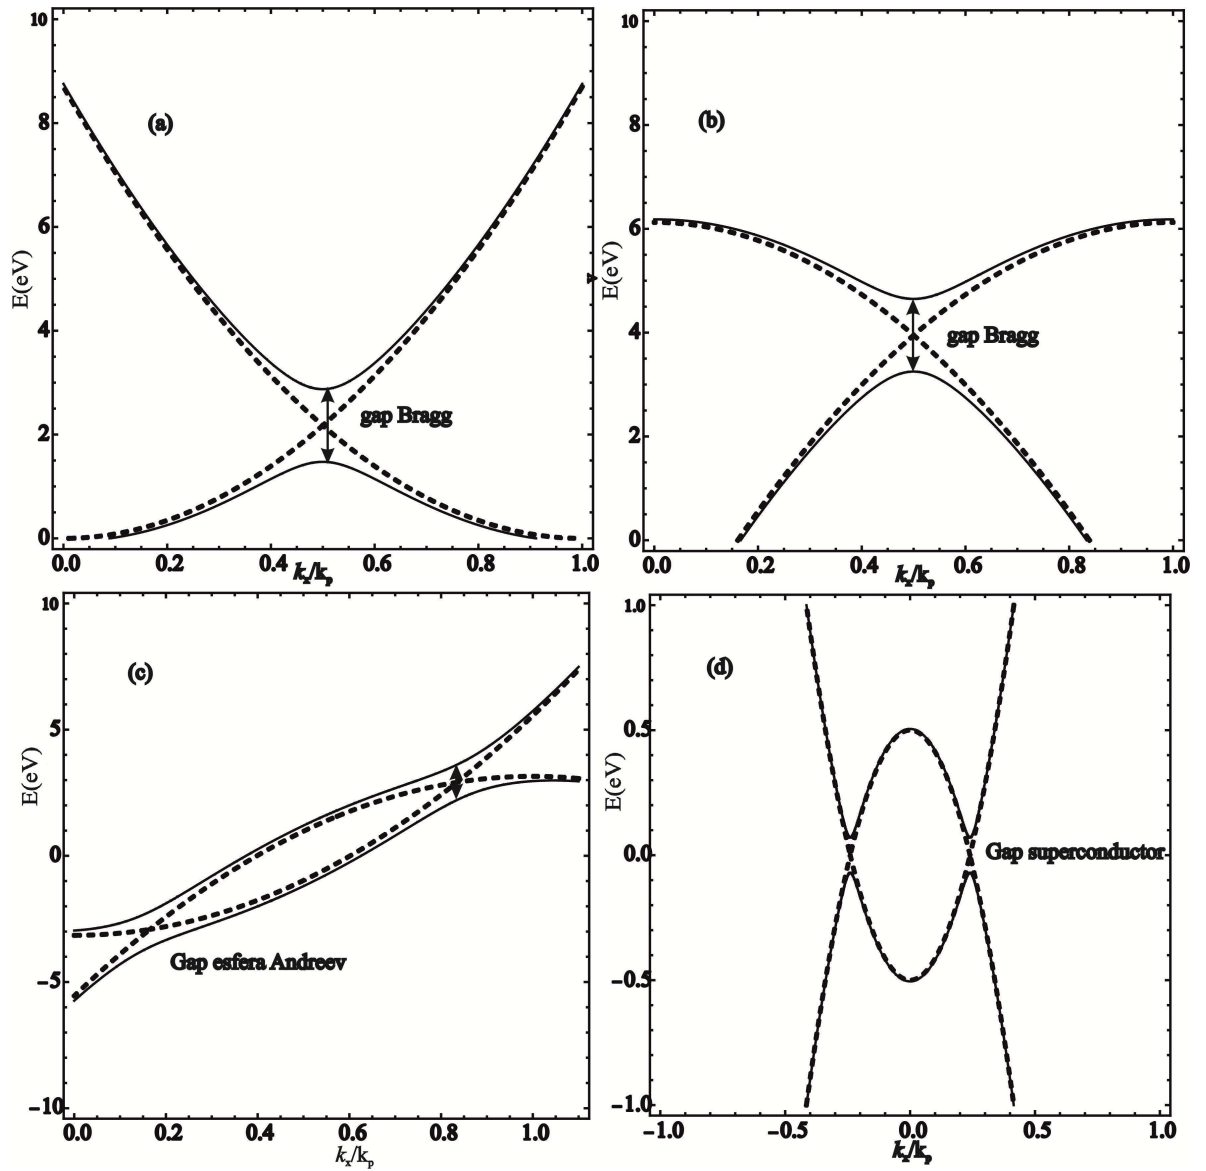 (a)
10
8
6
4
2
0
E(eV)
gap Bragg
0.0 0.2 0.4 0.6 0.8 1.0
kx/kp
(b)
10
8
6
4
2
0
E(eV)
gap Bragg
0.0 0.2 0.4 0.6 0.8 1.0
kx/kp
(c)
10
5
0
−5
−10
E(eV)
Gap esfera Andreev
0.0 0.2 0.4 0.6 0.8 1.0
kx/kp
(d)
1.0
0.5
0.0
−0.5
−1.0
E(eV)
Gap superconductor
−1.0 −0.5 0.0 0.5 1.0
kx/kp